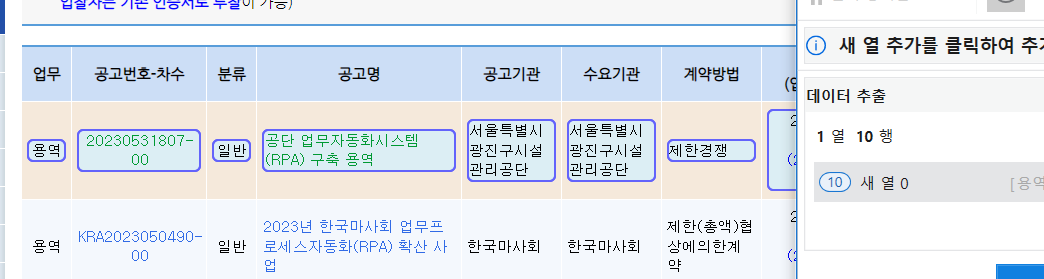 입찰자는 기존 인증서로 투찰이 가능)
업무 공고번호-차수 분류 공고명 공고기관 수요기관 계약방법
용역
20230531807-
00
일반
공단 업무자동화시스템
(RPA) 구축 용역
서울특별시
광진구시설
관리공단
서울특별시
광진구시설
관리공단
제한경쟁
용역
KRA2023050490-
00
일반
2023년 한국마사회 업무프
로세스자동화(RPA) 확산 사
업
한국마사회
한국마사회
제한(총액)협
상에의한계
약
새 열 추가를 클릭하여 추가
데이터 추출
1 열 10 행
10 새 열 0 [용역